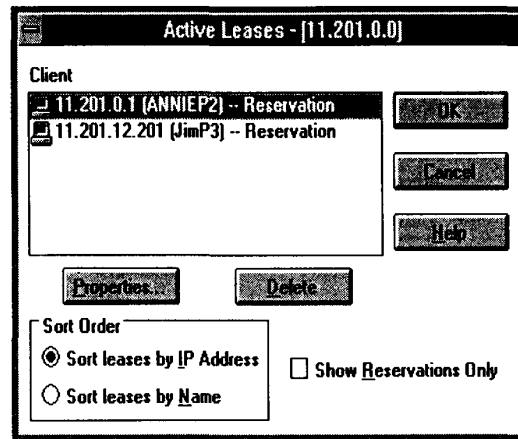 Active Leases - [11.201.0.0]
Client
11.201.0.1 (ANNIEP2) -- Reservation
11.201.12.201 (JimP3) -- Reservation
OK
Cancel
Help
Properties...
Delete
Sort Order
Sort leases by IP Address
Sort leases by Name
Show Reservations Only